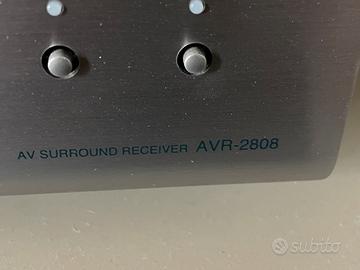 AV SURROUND RECEIVER AVR-2808
subito